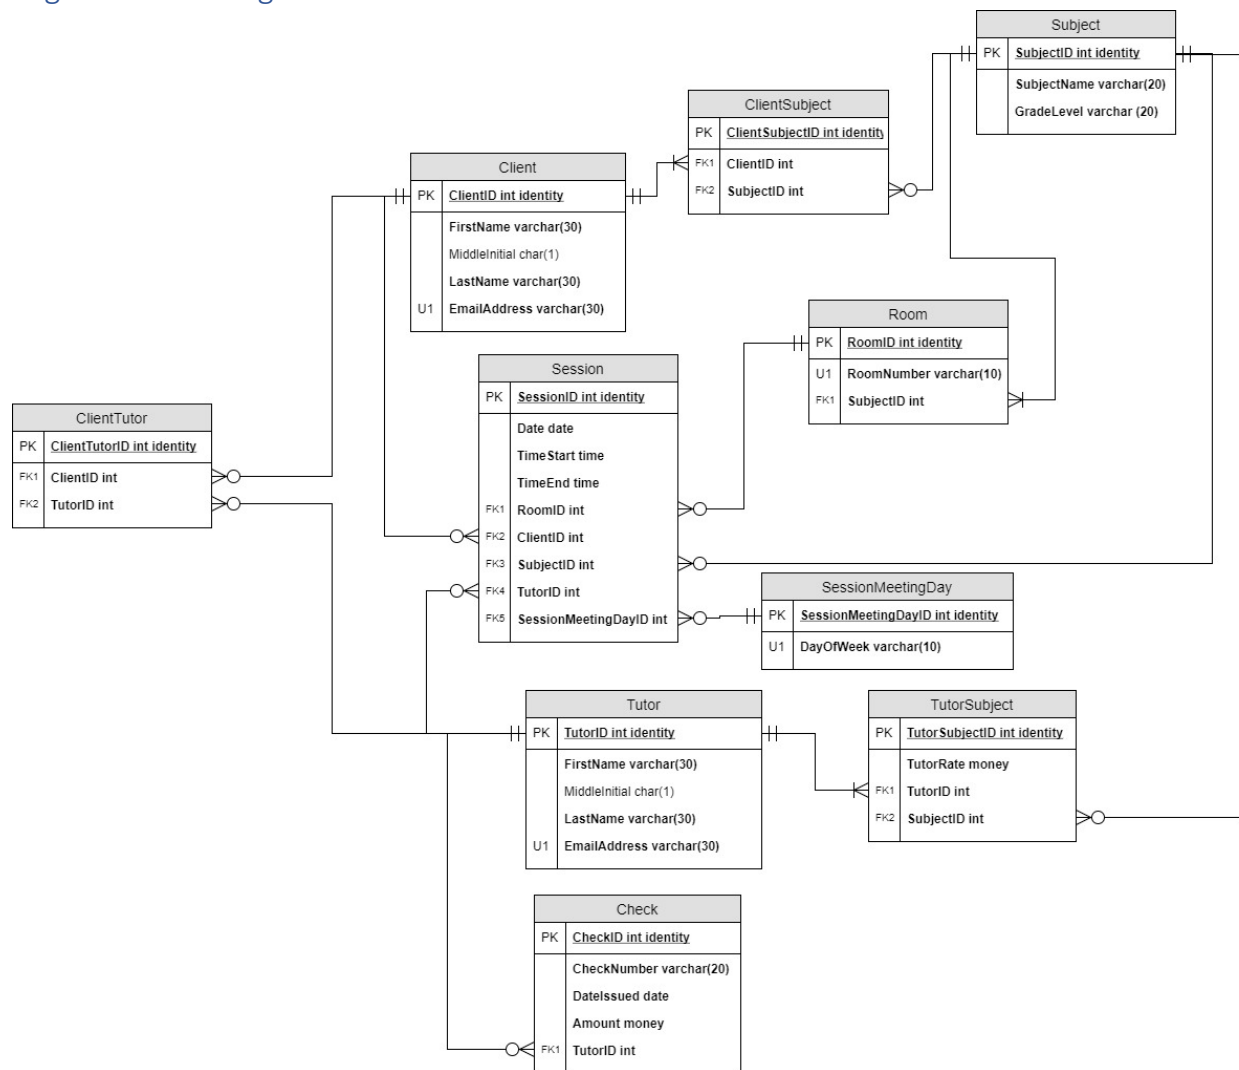 Subject
PK SubjectID int identity
SubjectName varchar(20)
GradeLevel varchar (20)
ClientSubject
PK ClientSubjectID int identity
FK1 ClientID int
FK2 SubjectID int
Client
PK ClientID int identity
FirstName varchar(30)
MiddleInitial char(1)
LastName varchar(30)
U1 EmailAddress varchar(30)
Room
PK RoomID int identity
U1 RoomNumber varchar(10)
FK1 SubjectID int
Session
PK SessionID int identity
Date date
TimeStart time
TimeEnd time
FK1 RoomID int
FK2 ClientID int
FK3 SubjectID int
FK4 TutorID int
FK5 SessionMeetingDayID int
ClientTutor
PK ClientTutorID int identity
FK1 ClientID int
FK2 TutorID int
SessionMeetingDay
PK SessionMeetingDayID int identity
U1 DayOfWeek varchar(10)
Tutor
PK TutorID int identity
FirstName varchar(30)
MiddleInitial char(1)
LastName varchar(30)
U1 EmailAddress varchar(30)
TutorSubject
PK TutorSubjectID int identity
TutorRate money
FK1 TutorID int
FK2 SubjectID int
Check
PK CheckID int identity
CheckNumber varchar(20)
DateIssued date
Amount money
FK1 TutorID int